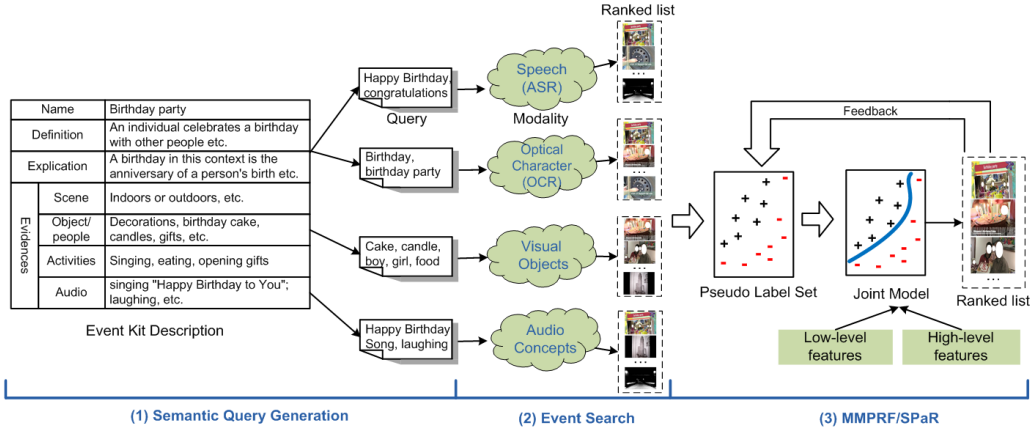 Ranked list
Name
Birthday party
Definition
An individual celebrates a birthday
with other people etc.
Explication
A birthday in this context is the
anniversary of a person's birth etc.
Evidences
Scene
Indoors or outdoors, etc.
Object/
people
Decorations, birthday cake,
candles, gifts, etc.
Activities
Singing, eating, opening gifts
Audio
singing "Happy Birthday to You";
laughing, etc.
Event Kit Description
Happy Birthday,
congratulations
Query
Birthday,
birthday party
Cake, candle,
boy, girl, food
Happy Birthday
Song, laughing
Speech
(ASR)
Modality
Optical
Character
(OCR)
Visual
Objects
Audio
Concepts
...
...
...
...
Feedback
Pseudo Label Set
Joint Model
...
Ranked list
Low-level
features
High-level
features
(1) Semantic Query Generation
(2) Event Search
(3) MMPRF/SPaR